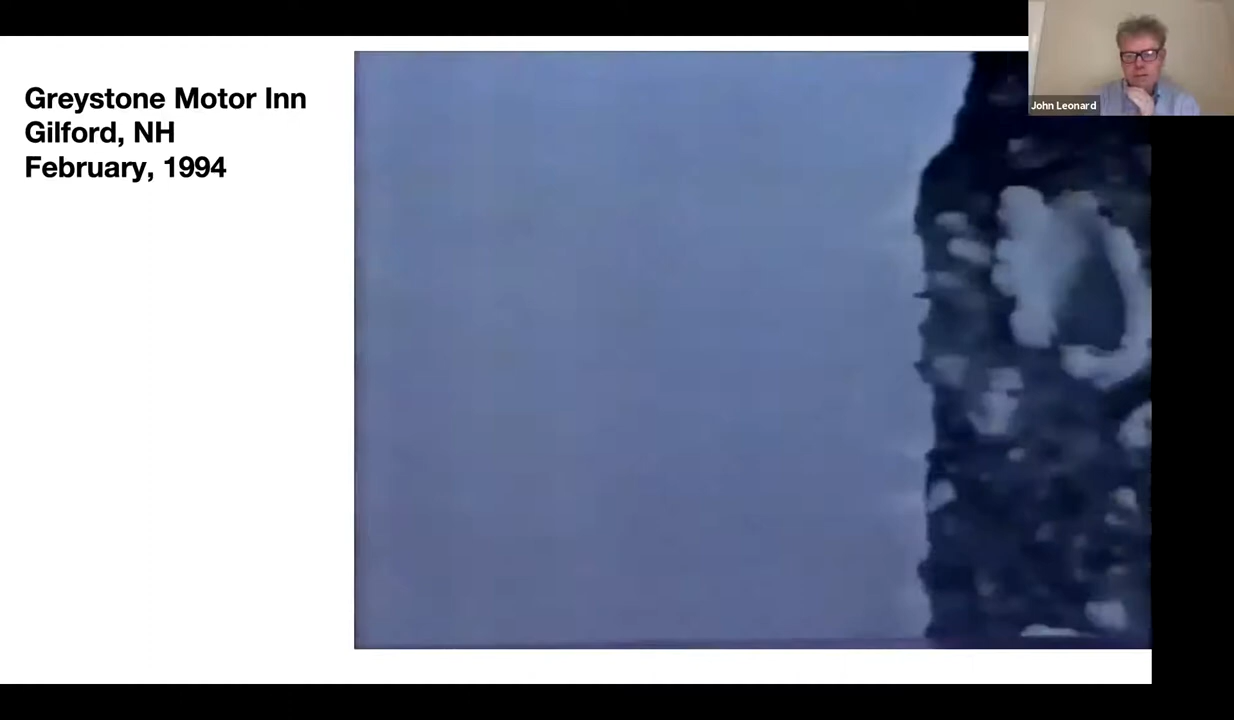 Greystone Motor Inn
Gilford, NH
February, 1994
John Leonard